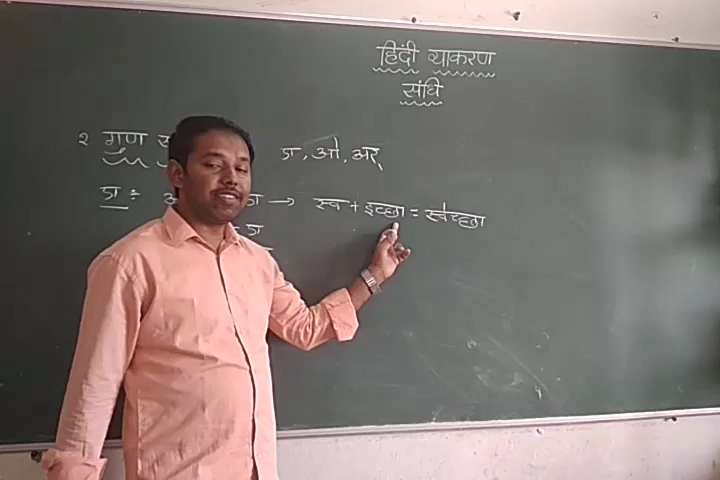 हिंदी व्याकरण
संधि
२ गुण ए, ओ, अर्
ए : ए → स्व + इच्छा = स्वेच्छा
ए